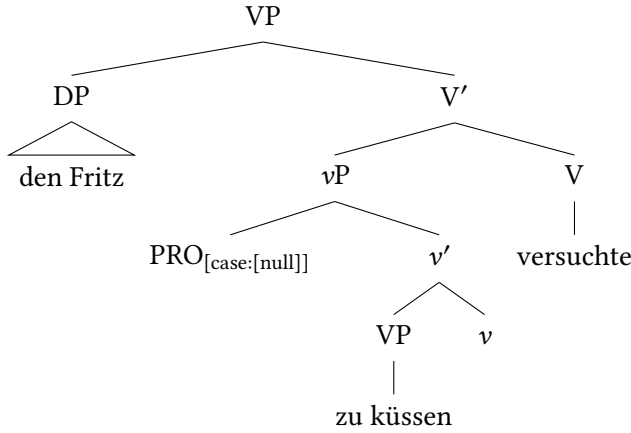 VP
DP V′
den Fritz vP V
PRO[case:[null]] v′ versuchte
VP v
zu küssen